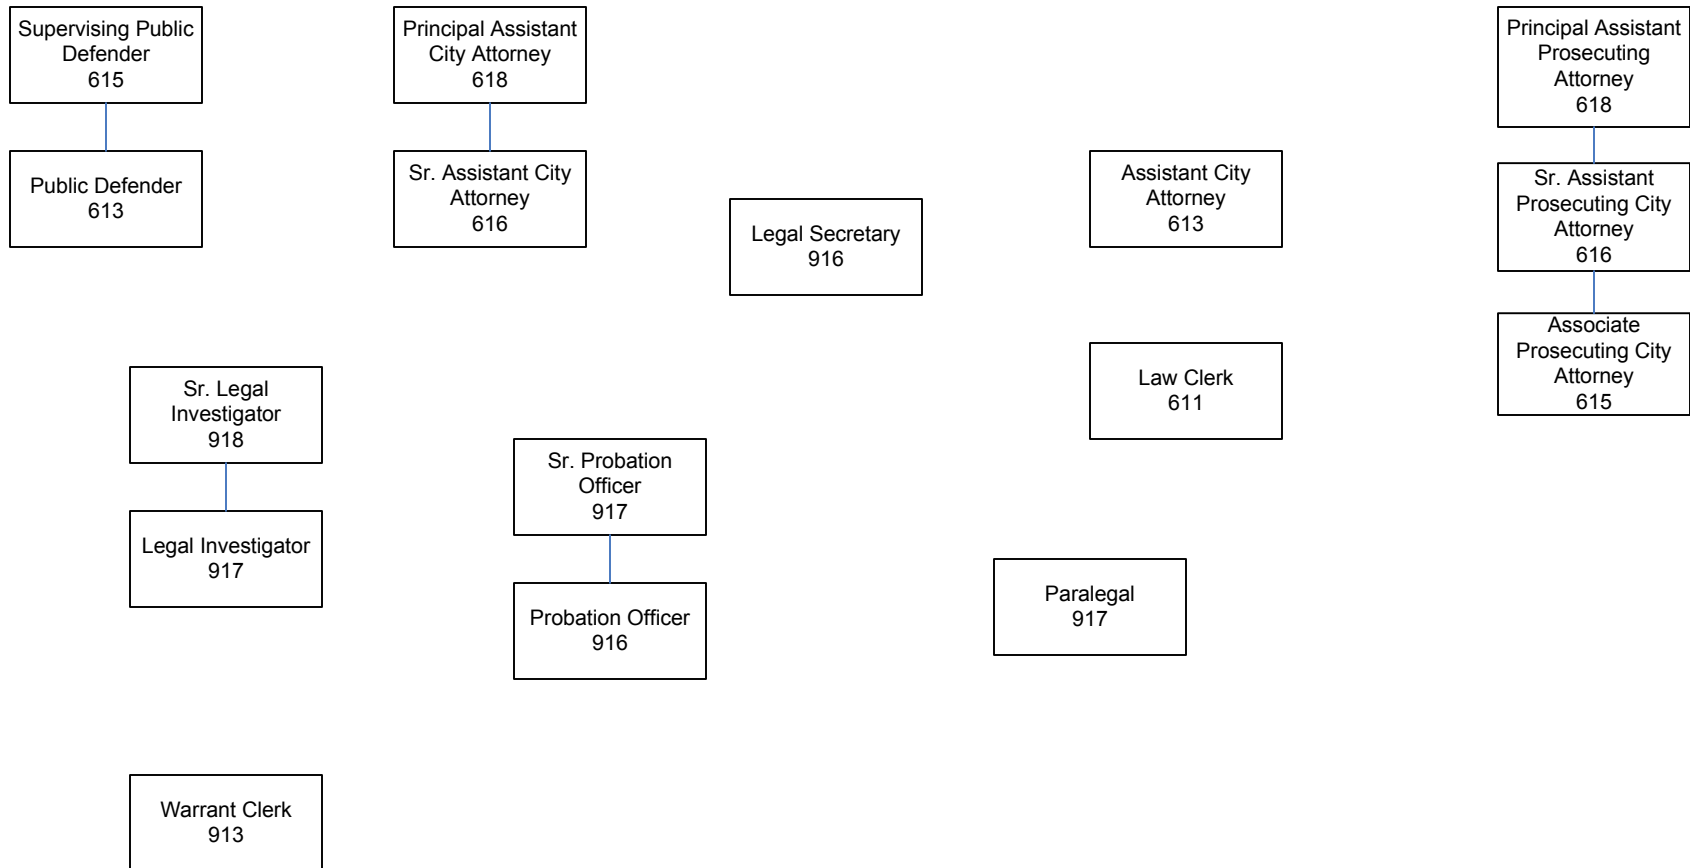 Supervising Public
Defender
615
Principal Assistant
City Attorney
618
Principal Assistant
Prosecuting
Attorney
618
Public Defender
613
Sr. Assistant City
Attorney
616
Legal Secretary
916
Assistant City
Attorney
613
Sr. Assistant
Prosecuting City
Attorney
616
Associate
Prosecuting City
Attorney
615
Law Clerk
611
Sr. Legal
Investigator
918
Sr. Probation
Officer
917
Legal Investigator
917
Probation Officer
916
Paralegal
917
Warrant Clerk
913